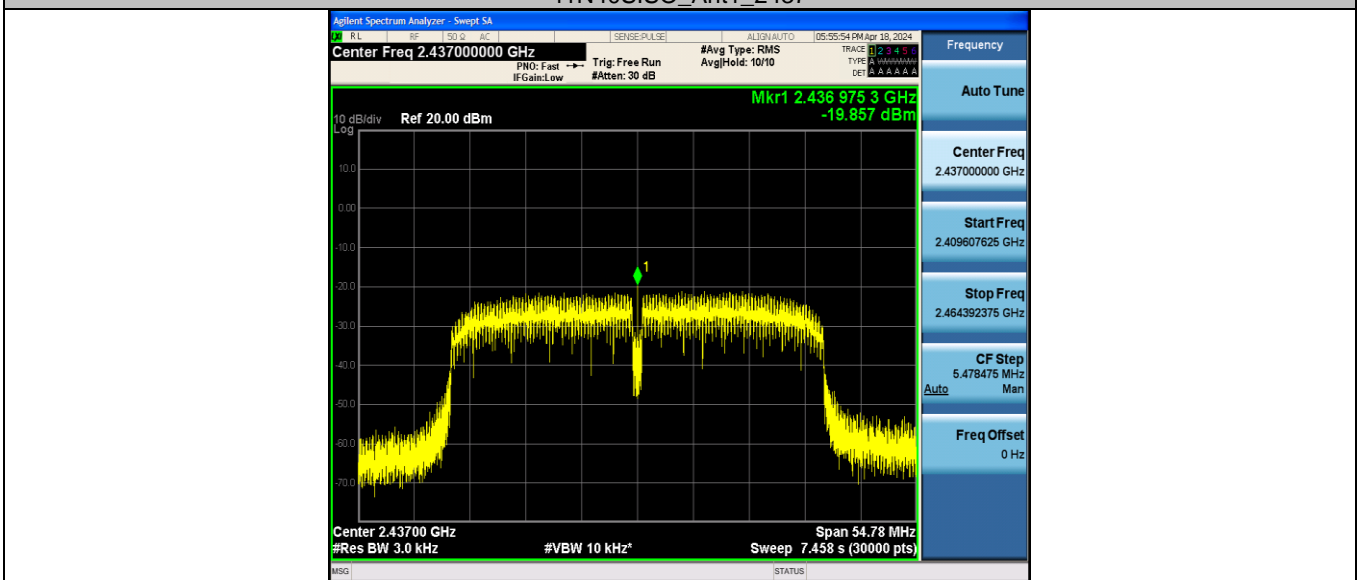 Agilent Spectrum Analyzer - Swept SA
RL RF 50 Ω AC SENSE:PULSE ALIGNAUTO 05:55:54 PM Apr 18, 2024
Center Freq 2.437000000 GHz
#Avg Type: RMS
TRACE 1 2 3 4 5 6
PNO: Fast Trig: Free Run Avg|Hold: 10/10
TYPE A WWWWWW
IFGain:Low #Atten: 30 dB
DET A A A A A A
Mkr1 2.436 975 3 GHz
-19.857 dBm
10 dB/div Ref 20.00 dBm
Log
10.0
0.00
-10.0
-20.0
-30.0
-40.0
-50.0
-60.0
-70.0
1
Center 2.43700 GHz Span 54.78 MHz
#Res BW 3.0 kHz #VBW 10 kHz* Sweep 7.458 s (30000 pts)
MSG STATUS
Frequency
Auto Tune
Center Freq
2.437000000 GHz
Start Freq
2.409607625 GHz
Stop Freq
2.464392375 GHz
CF Step
5.478475 MHz
Auto Man
Freq Offset
0 Hz